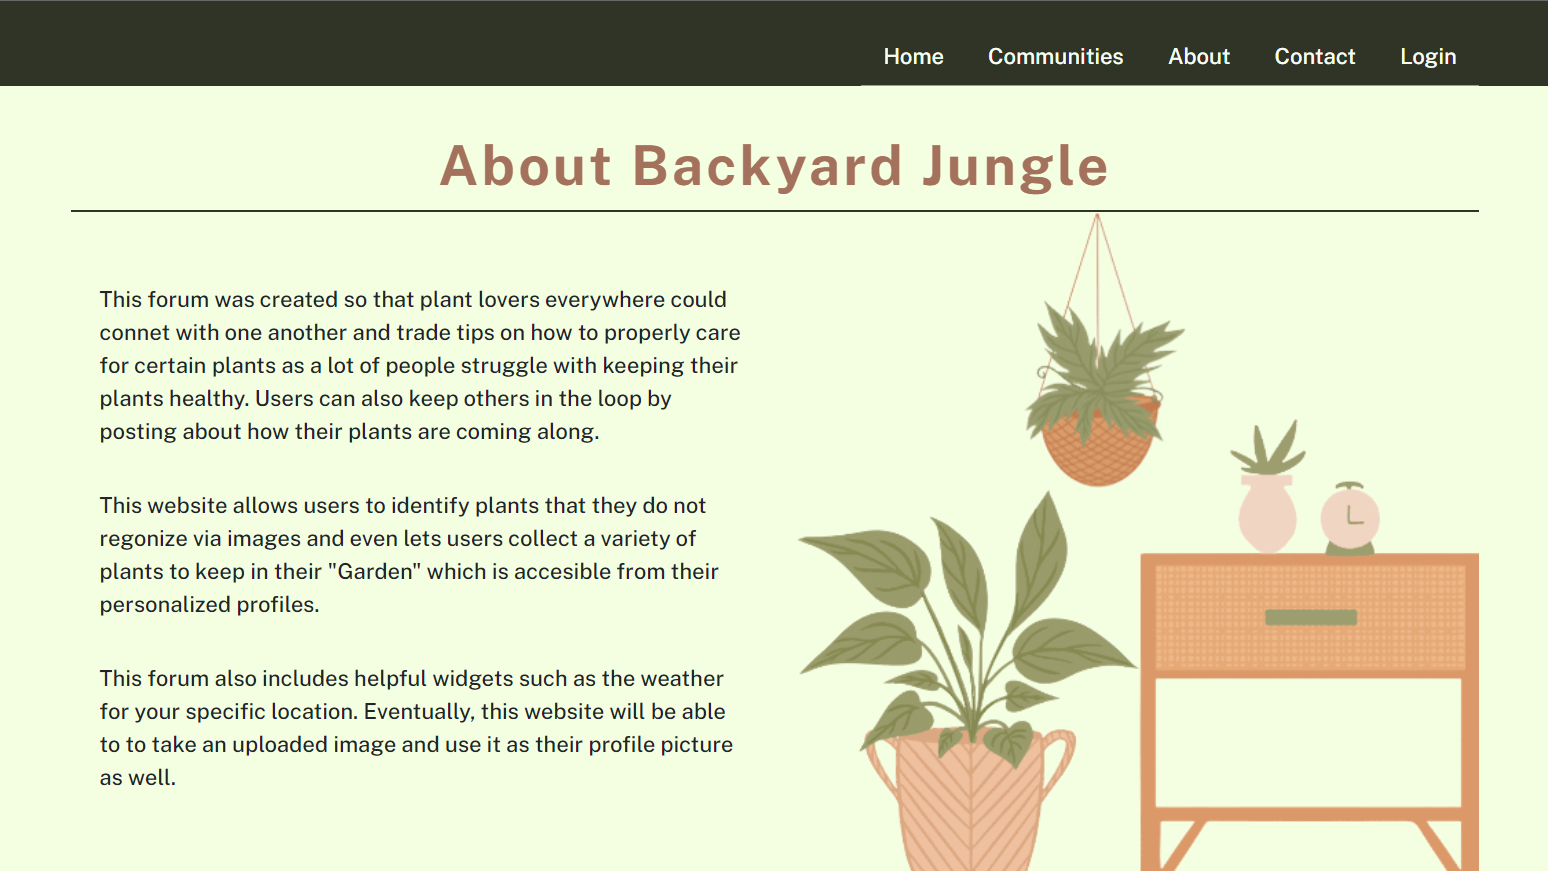 Home Communities About Contact Login
About Backyard Jungle
This forum was created so that plant lovers everywhere could
connet with one another and trade tips on how to properly care
for certain plants as a lot of people struggle with keeping their
plants healthy. Users can also keep others in the loop by
posting about how their plants are coming along.
This website allows users to identify plants that they do not
regonize via images and even lets users collect a variety of
plants to keep in their "Garden" which is accesible from their
personalized profiles.
This forum also includes helpful widgets such as the weather
for your specific location. Eventually, this website will be able
to to take an uploaded image and use it as their profile picture
as well.